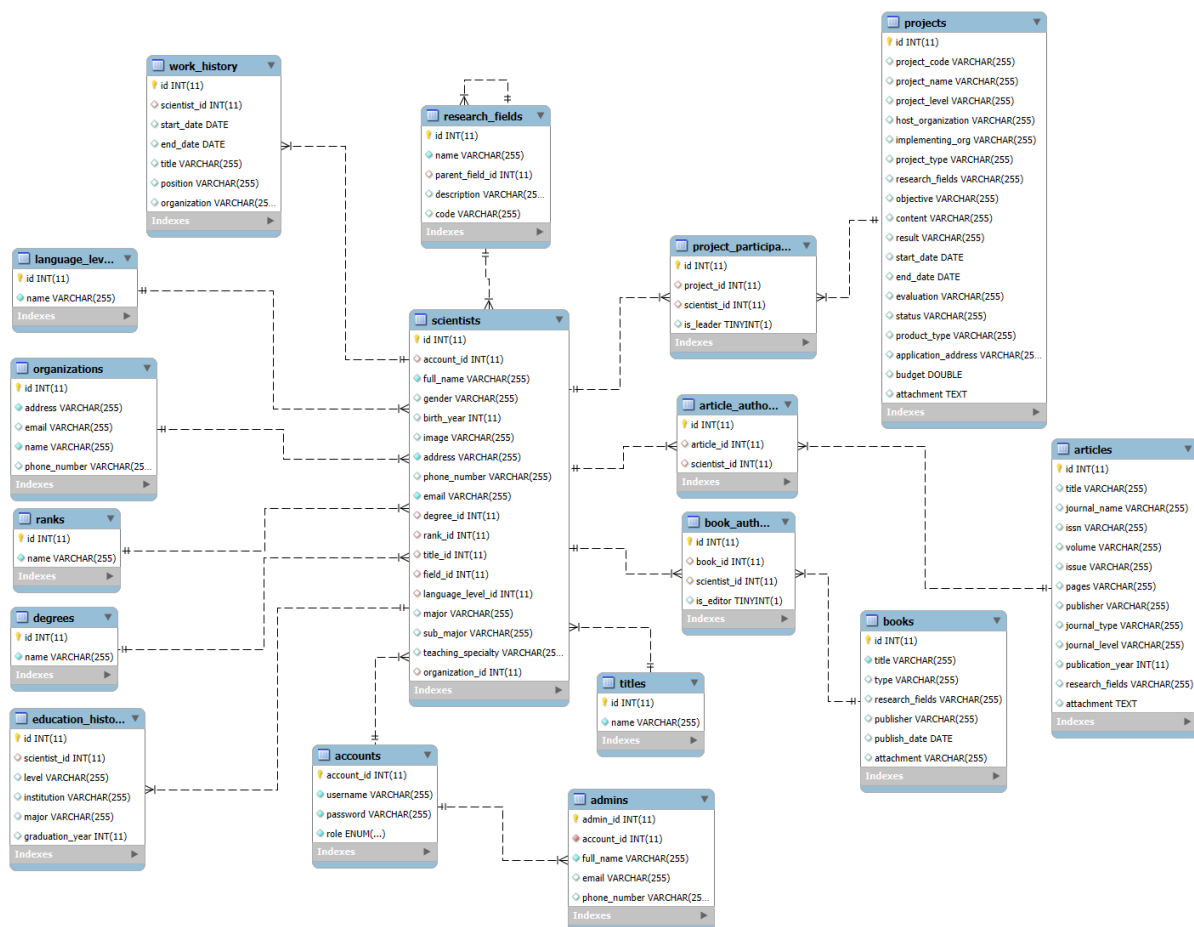 work_history
id INT(11)
scientist_id INT(11)
start_date DATE
end_date DATE
title VARCHAR(255)
position VARCHAR(255)
organization VARCHAR(25...
Indexes
research_fields
id INT(11)
name VARCHAR(255)
parent_field_id INT(11)
description VARCHAR(25...
code VARCHAR(255)
Indexes
projects
id INT(11)
project_code VARCHAR(255)
project_name VARCHAR(255)
project_level VARCHAR(255)
host_organization VARCHAR(255)
implementing_org VARCHAR(255)
project_type VARCHAR(255)
research_fields VARCHAR(255)
objective VARCHAR(255)
content VARCHAR(255)
result VARCHAR(255)
start_date DATE
end_date DATE
evaluation VARCHAR(255)
status VARCHAR(255)
product_type VARCHAR(255)
application_address VARCHAR(25...
budget DOUBLE
attachment TEXT
Indexes
language_lev...
id INT(11)
name VARCHAR(255)
Indexes
project_participa...
id INT(11)
project_id INT(11)
scientist_id INT(11)
is_leader TINYINT(1)
Indexes
organizations
id INT(11)
address VARCHAR(255)
email VARCHAR(255)
name VARCHAR(255)
phone_number VARCHAR(25...
Indexes
scientists
id INT(11)
account_id INT(11)
full_name VARCHAR(255)
gender VARCHAR(255)
birth_year INT(11)
image VARCHAR(255)
address VARCHAR(255)
phone_number VARCHAR(255)
email VARCHAR(255)
degree_id INT(11)
rank_id INT(11)
title_id INT(11)
field_id INT(11)
language_level_id INT(11)
major VARCHAR(255)
sub_major VARCHAR(255)
teaching_specialty VARCHAR(25...
organization_id INT(11)
Indexes
article_autho...
id INT(11)
article_id INT(11)
scientist_id INT(11)
Indexes
articles
id INT(11)
title VARCHAR(255)
journal_name VARCHAR(255)
issn VARCHAR(255)
volume VARCHAR(255)
issue VARCHAR(255)
pages VARCHAR(255)
publisher VARCHAR(255)
journal_type VARCHAR(255)
journal_level VARCHAR(255)
publication_year INT(11)
research_fields VARCHAR(255)
attachment TEXT
Indexes
ranks
id INT(11)
name VARCHAR(255)
Indexes
book_auth...
id INT(11)
book_id INT(11)
scientist_id INT(11)
is_editor TINYINT(1)
Indexes
degrees
id INT(11)
name VARCHAR(255)
Indexes
books
id INT(11)
title VARCHAR(255)
type VARCHAR(255)
research_fields VARCHAR(255)
publisher VARCHAR(255)
publish_date DATE
attachment VARCHAR(255)
Indexes
titles
id INT(11)
name VARCHAR(255)
Indexes
education_histo...
id INT(11)
scientist_id INT(11)
level VARCHAR(255)
institution VARCHAR(255)
major VARCHAR(255)
graduation_year INT(11)
Indexes
accounts
account_id INT(11)
username VARCHAR(255)
password VARCHAR(255)
role ENUM(...)
Indexes
admins
admin_id INT(11)
account_id INT(11)
full_name VARCHAR(255)
email VARCHAR(255)
phone_number VARCHAR(25...
Indexes